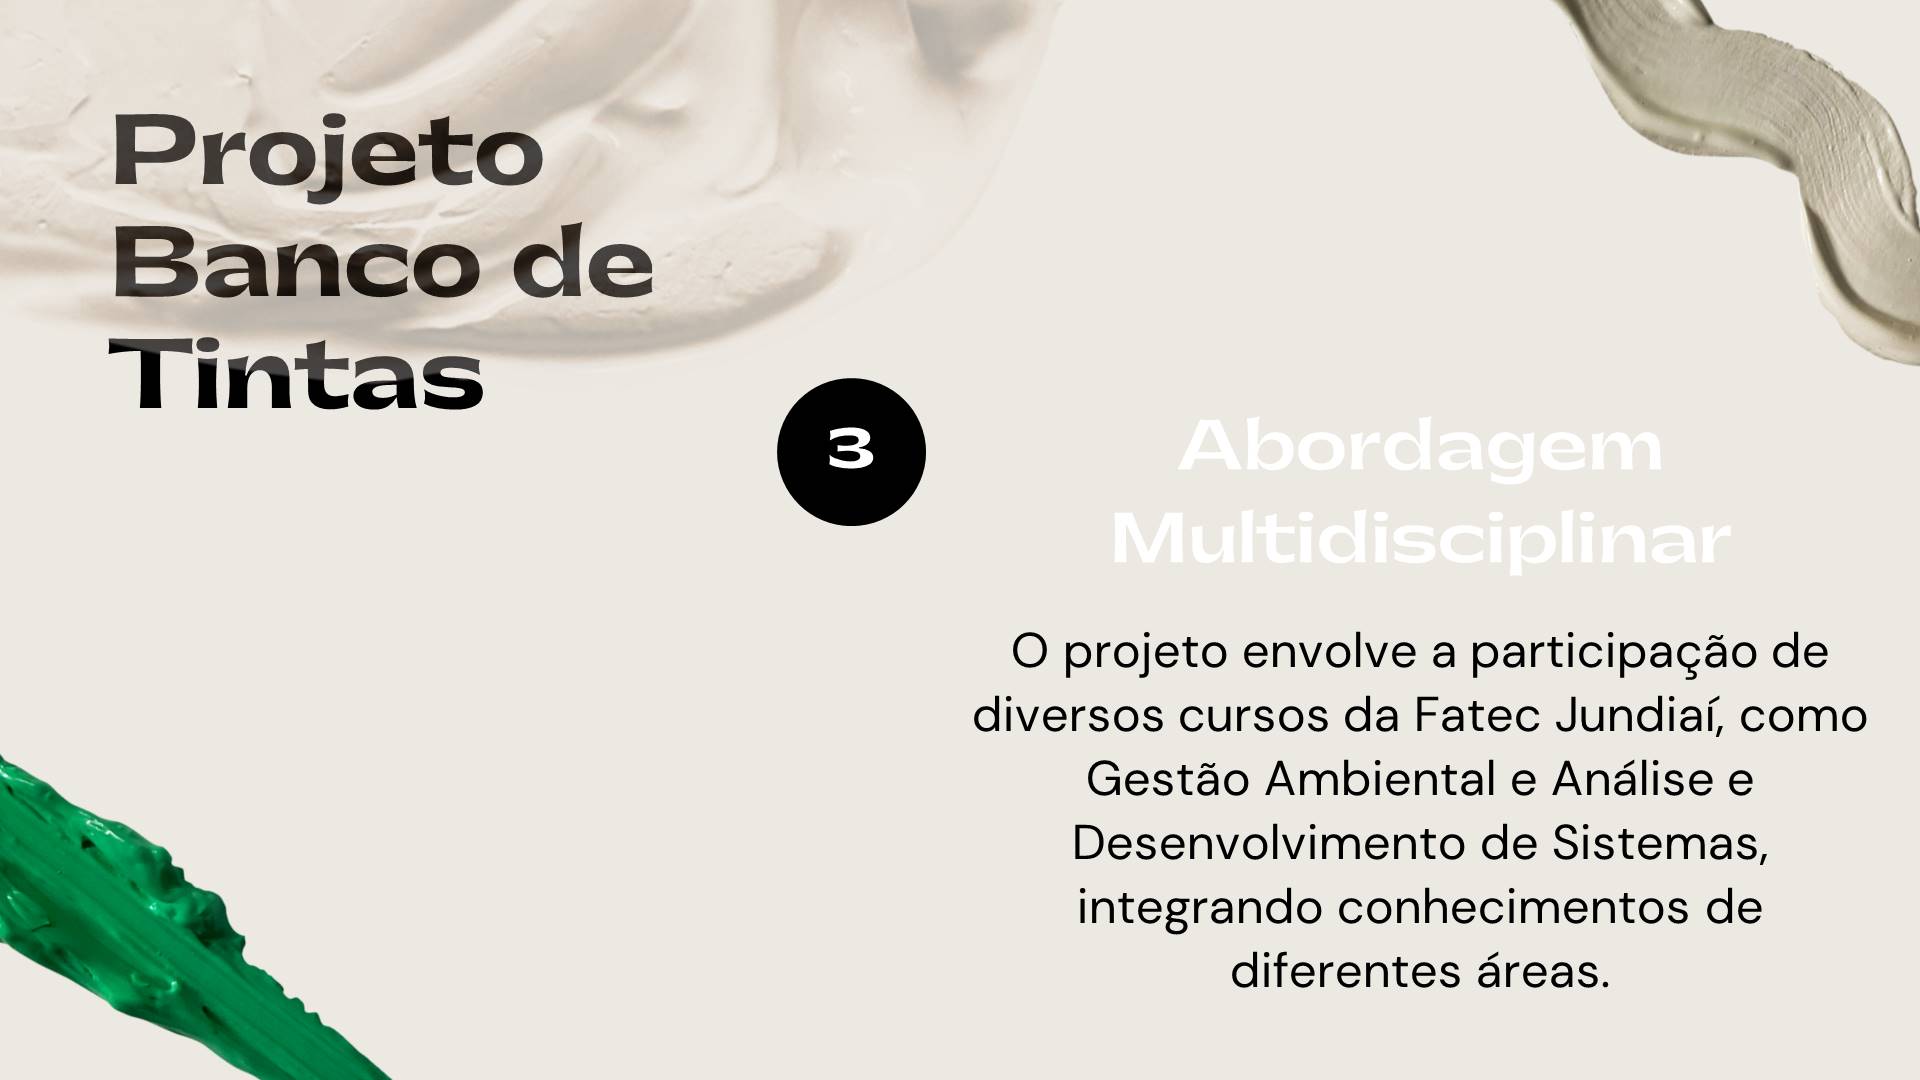 Projeto
Banco de
Tintas
3
Abordagem
Multidisciplinar
O projeto envolve a participação de
diversos cursos da Fatec Jundiaí, como
Gestão Ambiental e Análise e
Desenvolvimento de Sistemas,
integrando conhecimentos de
diferentes áreas.